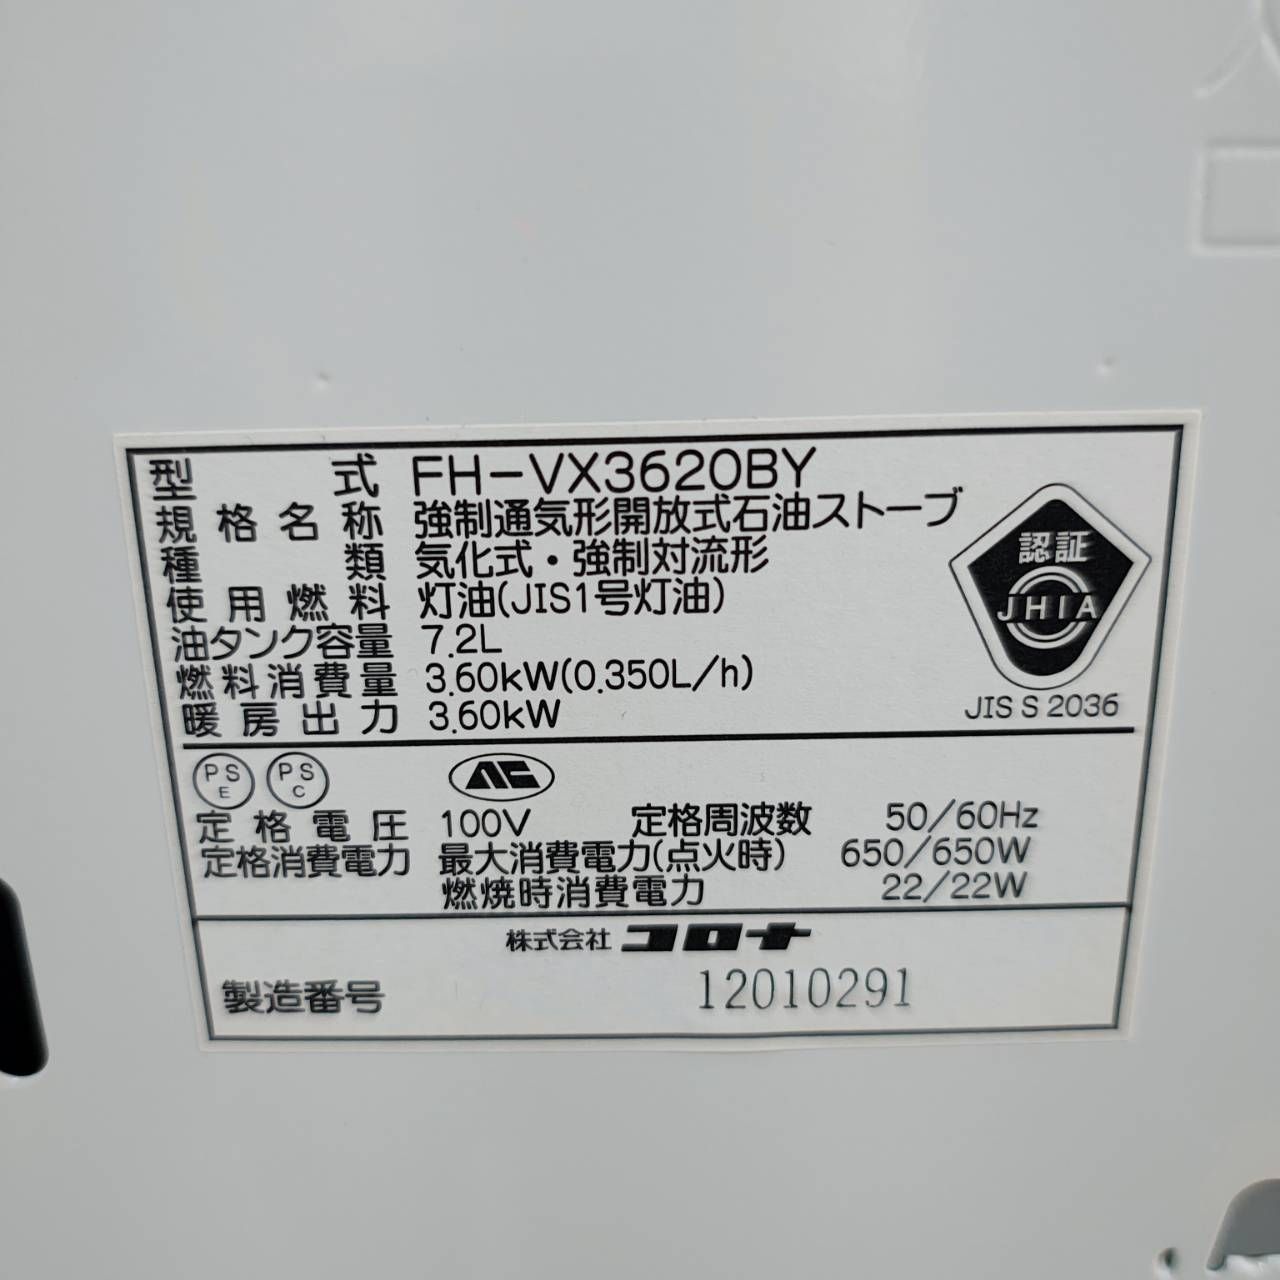 型式 FH-VX3620BY
規格名称 強制通気形開放式石油ストーブ
種類 気化式・強制対流形
使用燃料 灯油(JIS1号灯油)
油タンク容量 7.2L
燃料消費量 3.60kW(0.350L/h)
暖房出力 3.60kW
認証
JHIA
JIS S 2036
PS E PS C
定格電圧 100V 定格周波数 50/60Hz
定格消費電力 最大消費電力(点火時) 650/650W
燃焼時消費電力 22/22W
株式会社 コロナ
製造番号 12010291